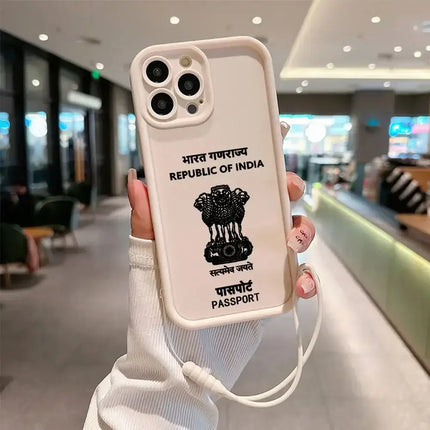 भारत गणराज्य
REPUBLIC OF INDIA
सत्यमेव जयते
पासपोर्ट
PASSPORT